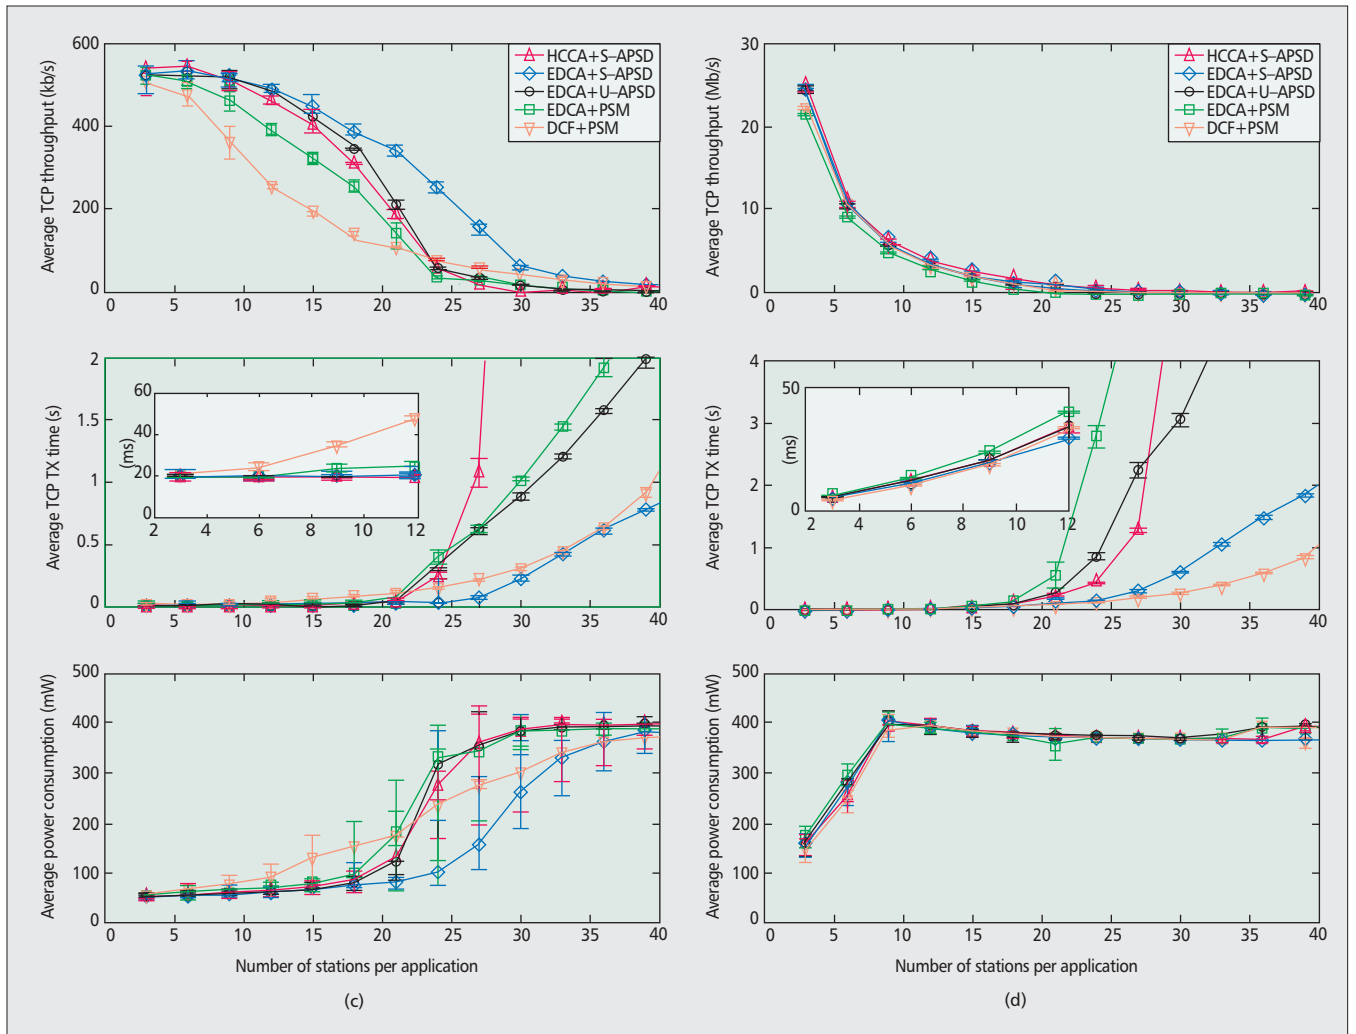 Average TCP throughput (kb/s)
600
400
200
0
HCCA+S–APSD
EDCA+S–APSD
EDCA+U–APSD
EDCA+PSM
DCF+PSM
0 5 10 15 20 25 30 35 40
Average TCP throughput (Mb/s)
30
20
10
0
HCCA+S–APSD
EDCA+S–APSD
EDCA+U–APSD
EDCA+PSM
DCF+PSM
0 5 10 15 20 25 30 35 40
Average TCP TX time (s)
2
1.5
1
0.5
0
(ms)
60
40
20
0
2 4 6 8 10 12
0 5 10 15 20 25 30 35 40
Average TCP TX time (s)
4
3
2
1
0
(ms)
50
0
2 4 6 8 10 12
0 5 10 15 20 25 30 35 40
Average power consumption (mW)
500
400
300
200
100
0
0 5 10 15 20 25 30 35 40
Number of stations per application
(c)
Average power consumption (mW)
500
400
300
200
100
0
0 5 10 15 20 25 30 35 40
Number of stations per application
(d)